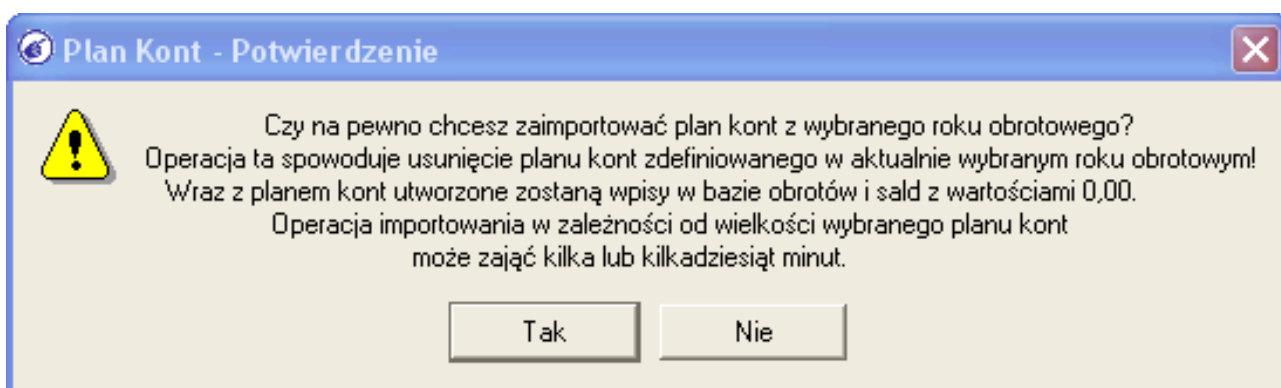 Plan Kont - Potwierdzenie
Czy na pewno chcesz zaimportować plan kont z wybranego roku obrotowego?
Operacja ta spowoduje usunięcie planu kont zdefiniowanego w aktualnie wybranym roku obrotowym!
Wraz z planem kont utworzone zostaną wpisy w bazie obrotów i sald z wartościami 0,00.
Operacja importowania w zależności od wielkości wybranego planu kont
może zająć kilka lub kilkadziesiąt minut.
Tak
Nie